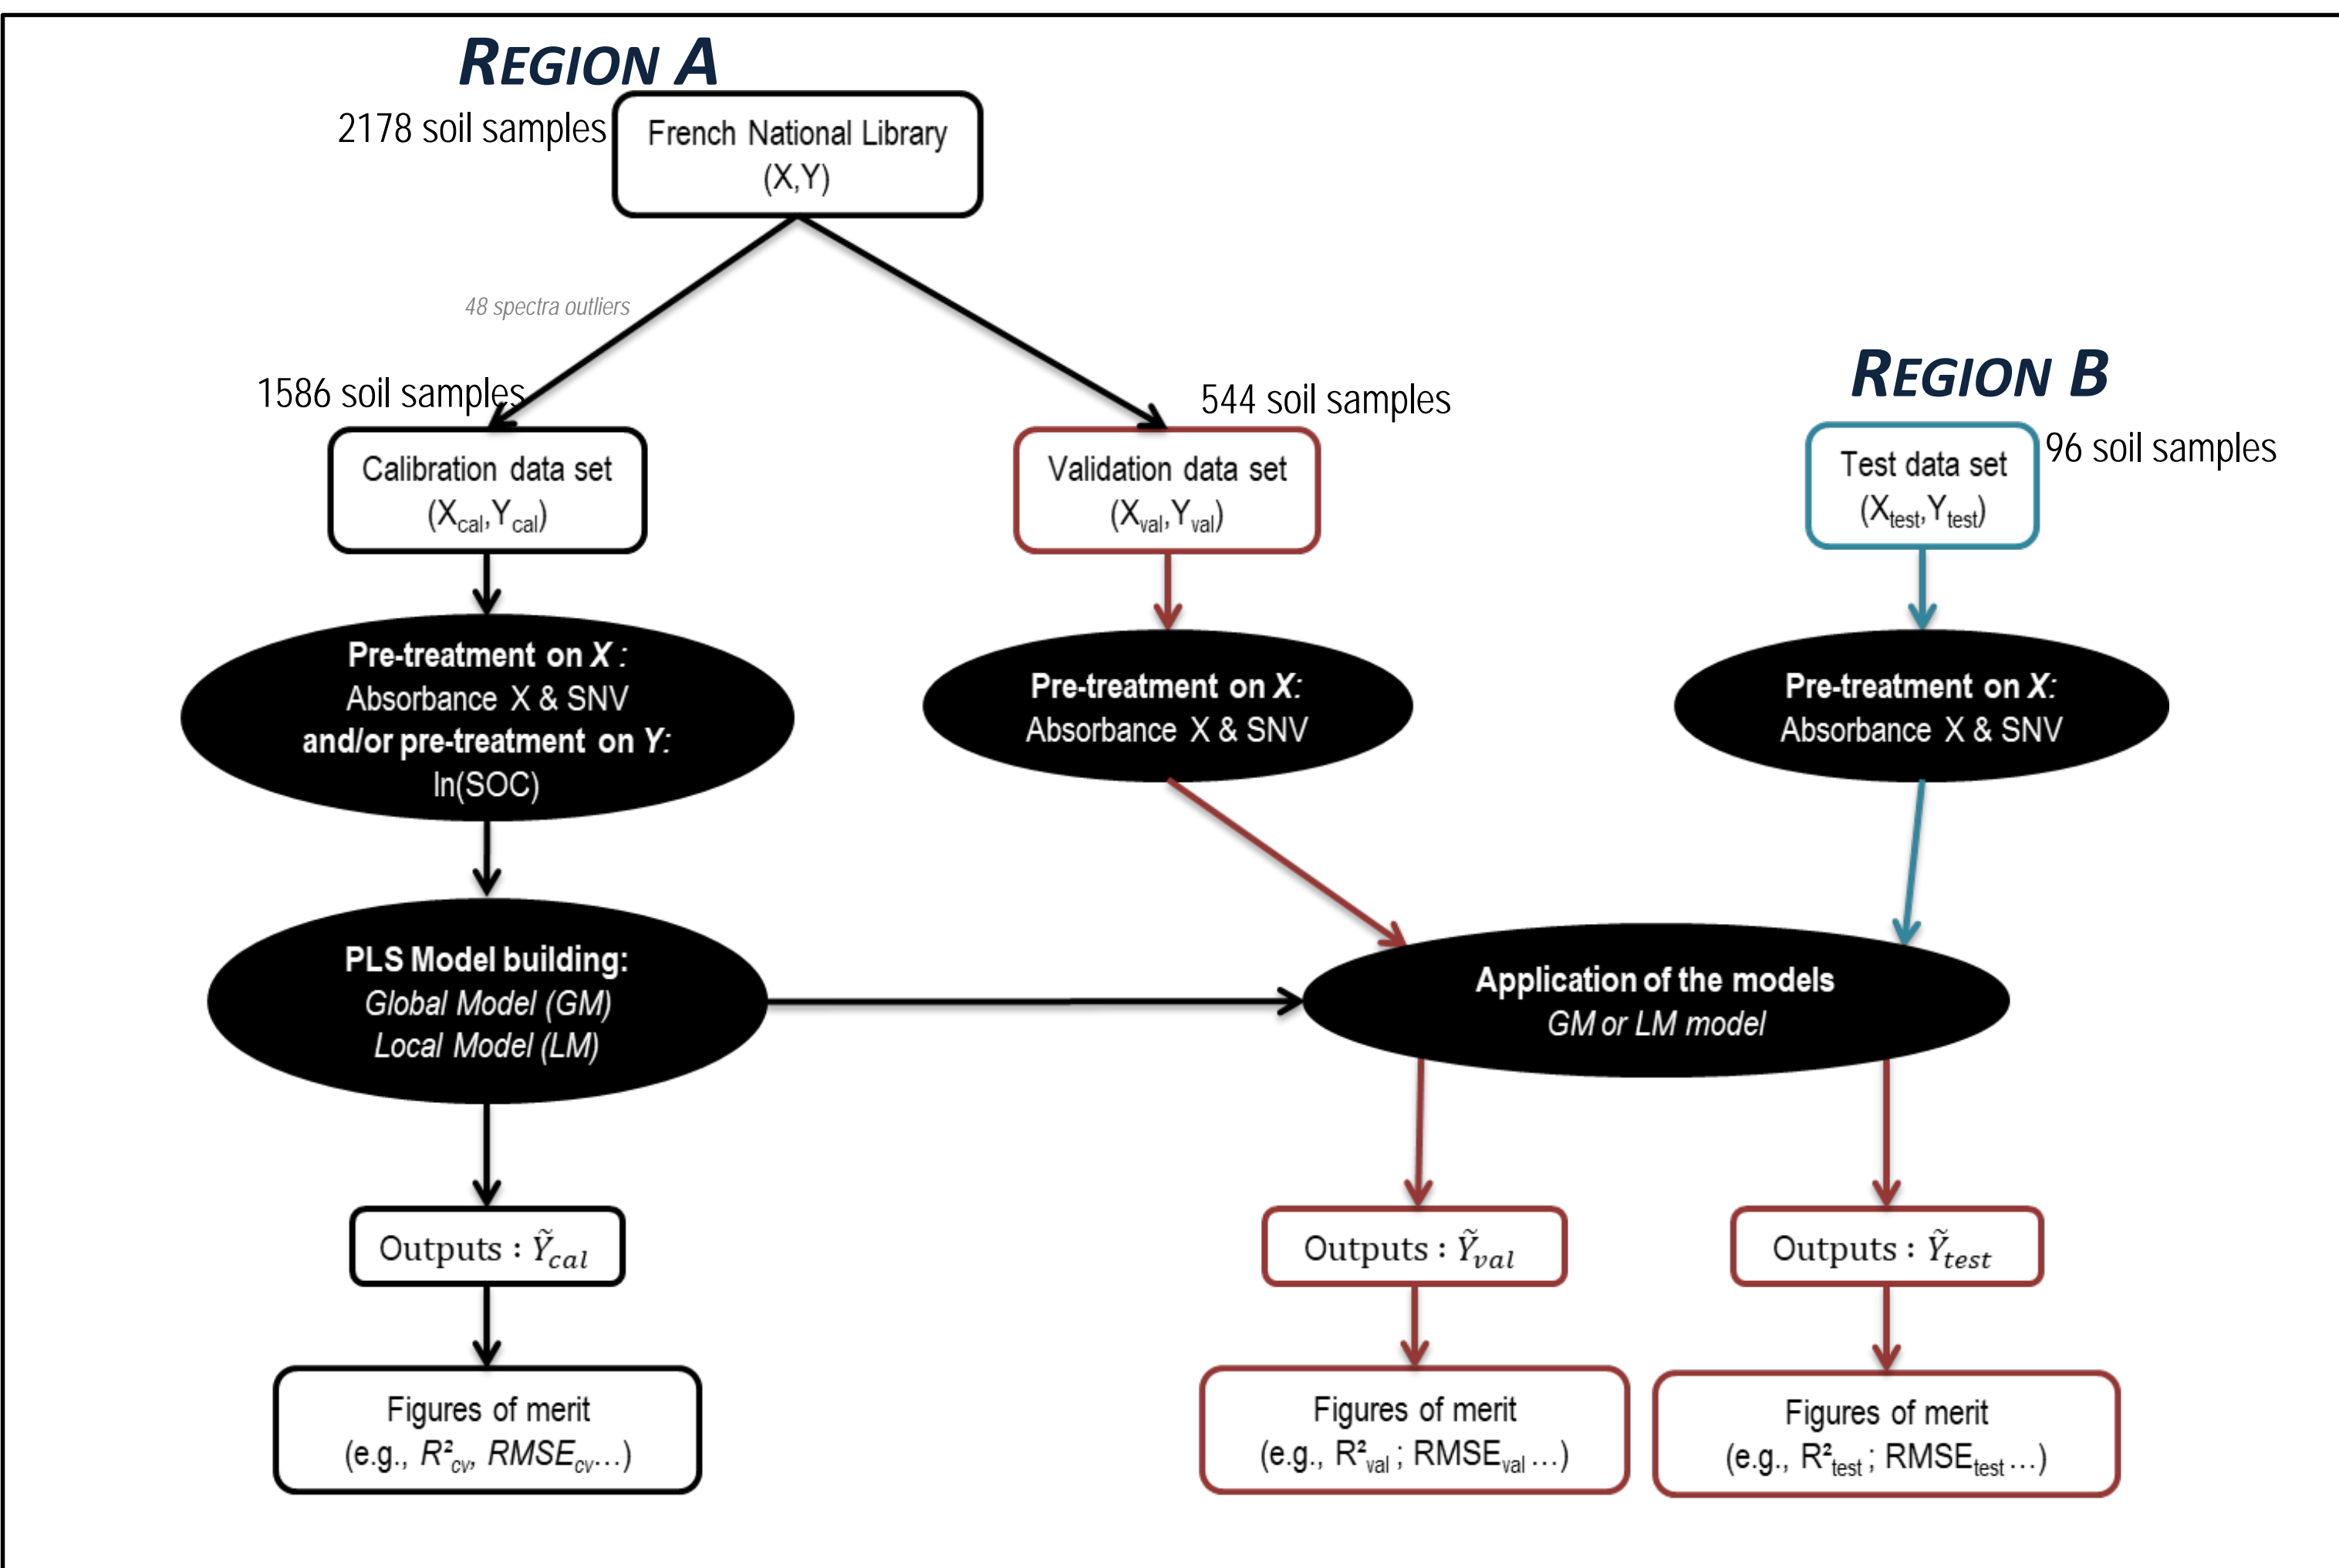 REGION A
2178 soil samples
French National Library
(X,Y)
48 spectra outliers
1586 soil samples
544 soil samples
REGION B
96 soil samples
Calibration data set
(Xcal,Ycal)
Validation data set
(Xval,Yval)
Test data set
(Xtest,Ytest)
Pre-treatment on X :
Absorbance X & SNV
and/or pre-treatment on Y:
ln(SOC)
Pre-treatment on X:
Absorbance X & SNV
Pre-treatment on X:
Absorbance X & SNV
PLS Model building:
Global Model (GM)
Local Model (LM)
Application of the models
GM or LM model
Outputs : Ỹcal
Outputs : Ỹval
Outputs : Ỹtest
Figures of merit
(e.g., R²cv, RMSEcv…)
Figures of merit
(e.g., R²val ; RMSEval …)
Figures of merit
(e.g., R²test ; RMSEtest …)